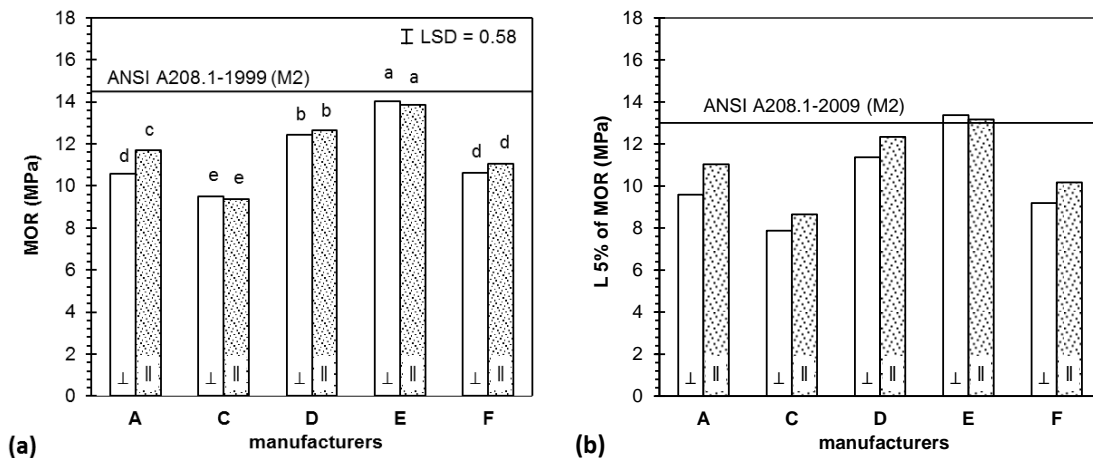 18
16
14
12
10
8
6
4
2
0
MOR (MPa)
LSD = 0.58
ANSI A208.1-1999 (M2)
d c e e b b a a d d
⊥ || ⊥ || ⊥ || ⊥ || ⊥ ||
A C D E F
manufacturers
(a)
18
16
14
12
10
8
6
4
2
0
L 5% of MOR (MPa)
ANSI A208.1-2009 (M2)
⊥ || ⊥ || ⊥ || ⊥ || ⊥ ||
A C D E F
manufacturers
(b)